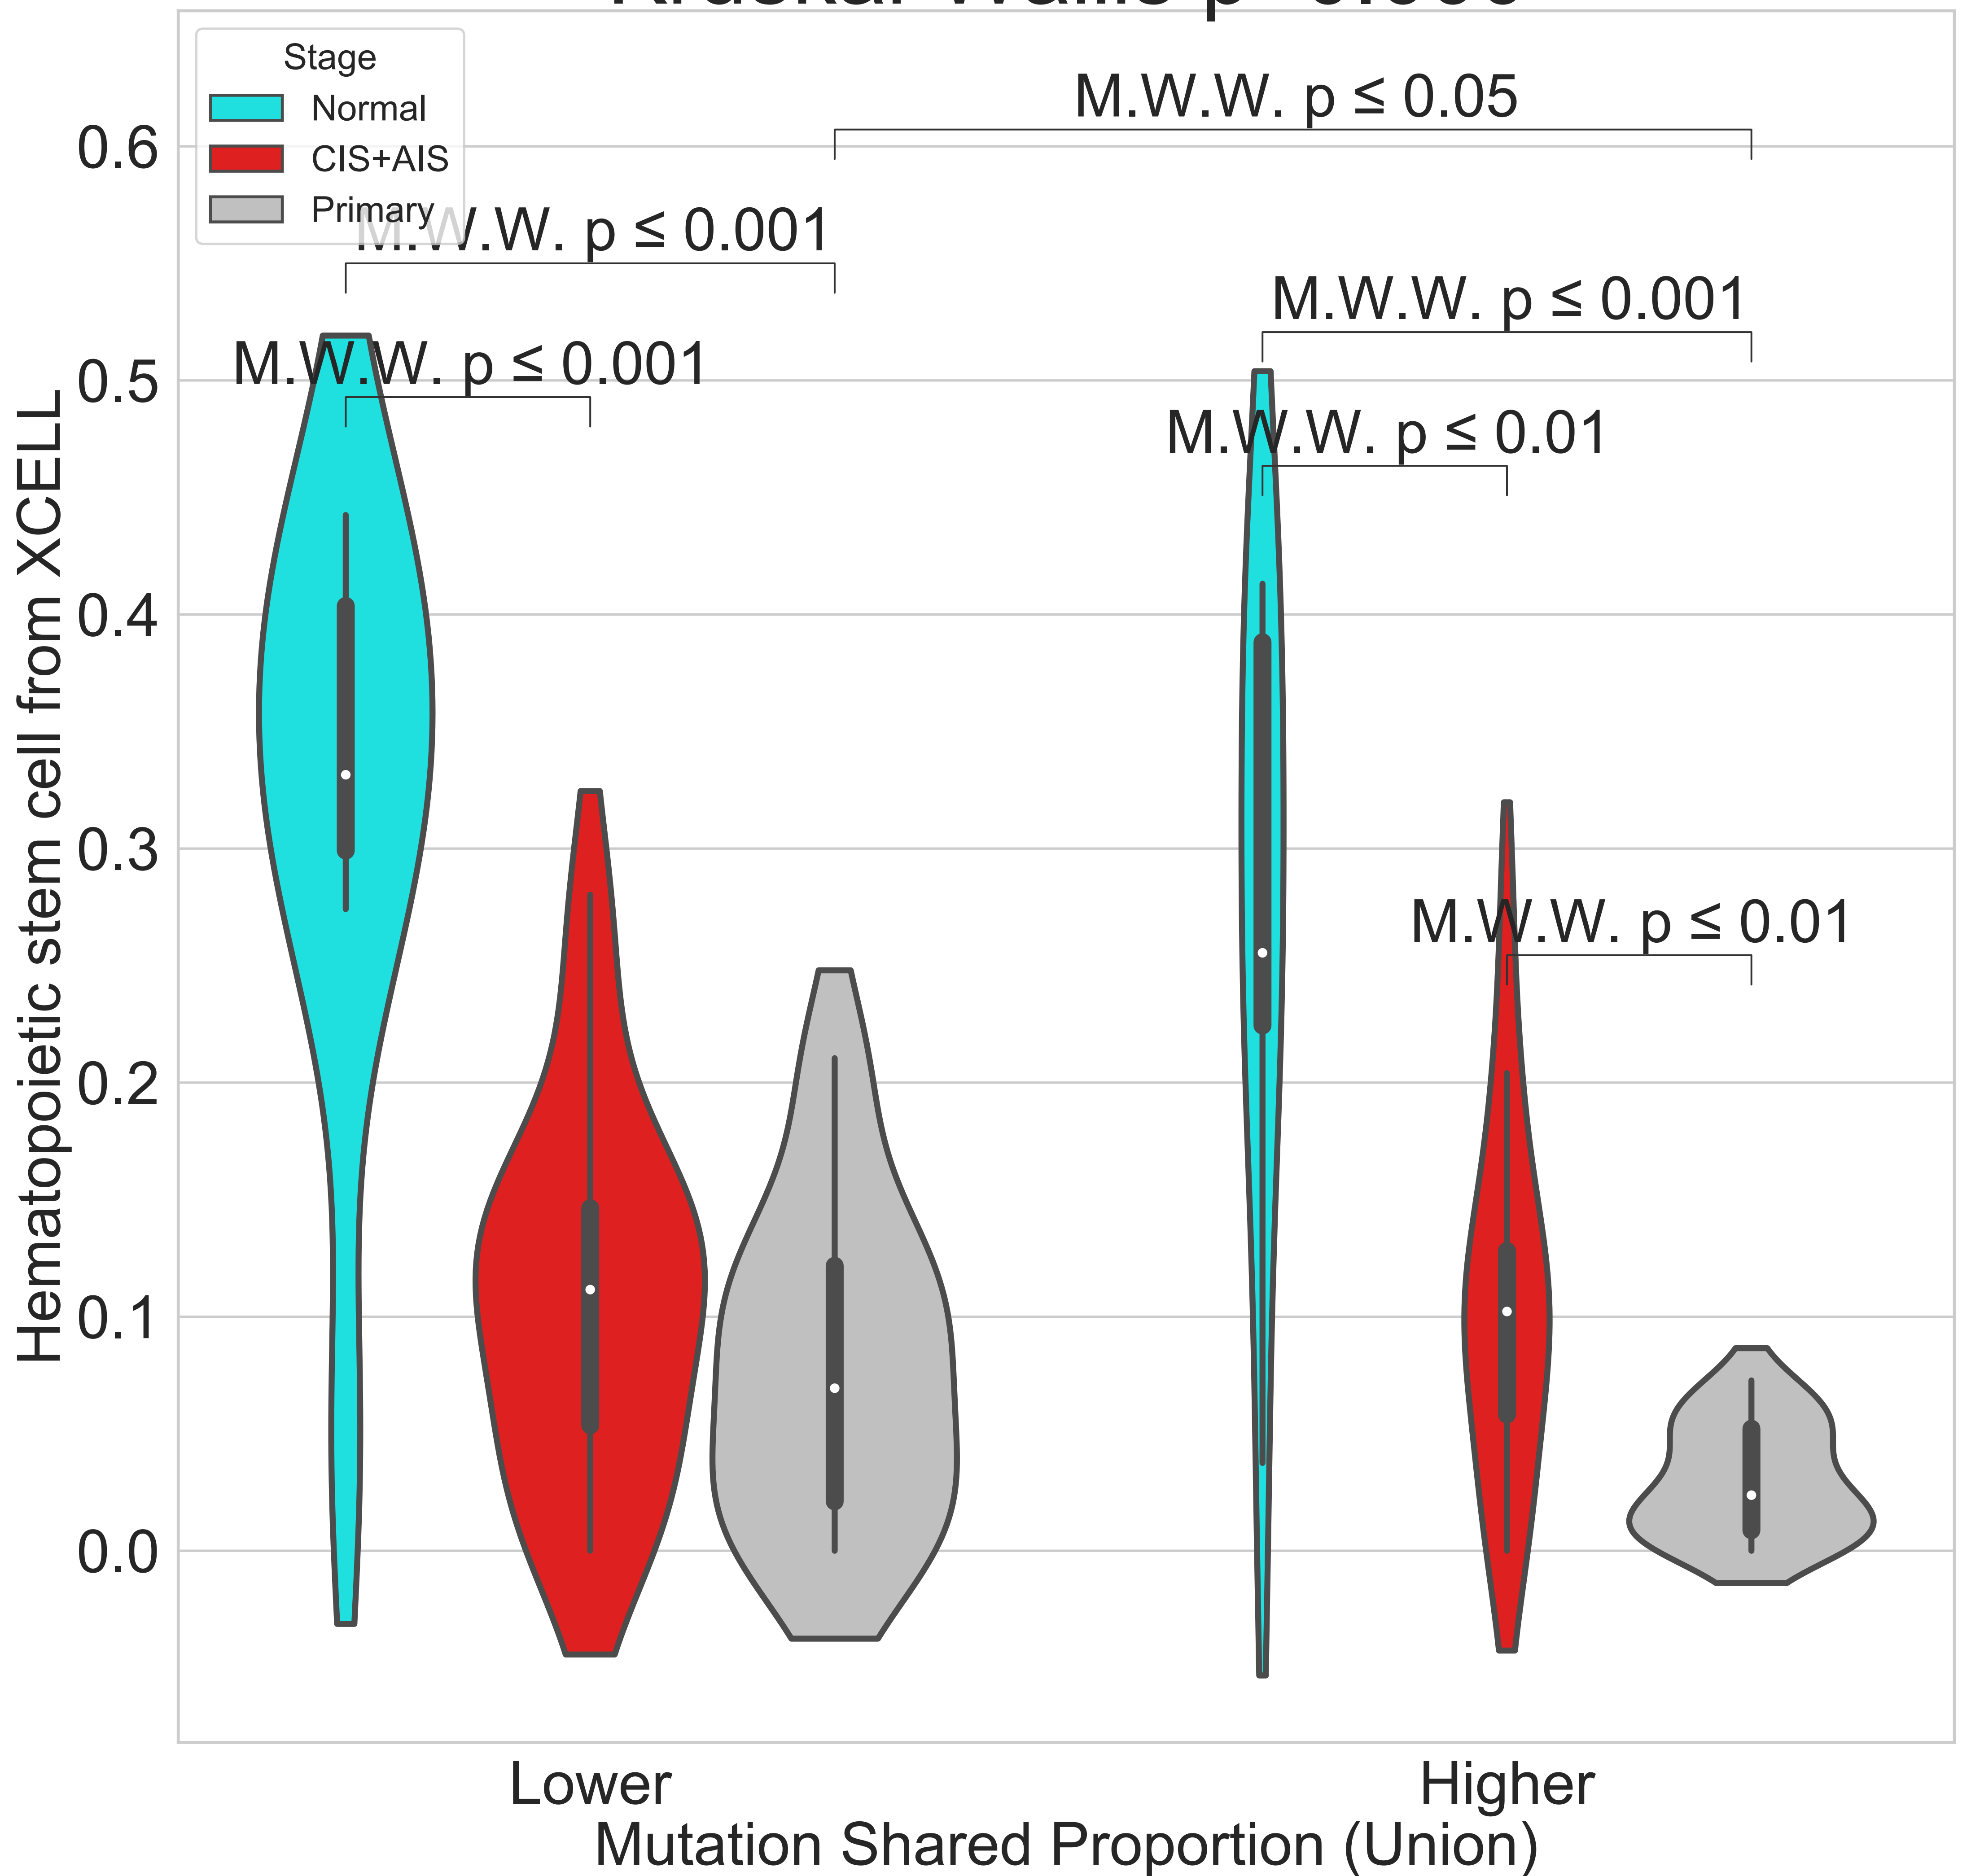 Stage
Normal
CIS+AIS
Primary
M.W.W. p ≤ 0.05
M.W.W. p ≤ 0.001
M.W.W. p ≤ 0.001
M.W.W. p ≤ 0.001
M.W.W. p ≤ 0.01
M.W.W. p ≤ 0.01
0.6
0.5
0.4
0.3
0.2
0.1
0.0
Hematopoietic stem cell from XCELL
Lower
Higher
Mutation Shared Proportion (Union)